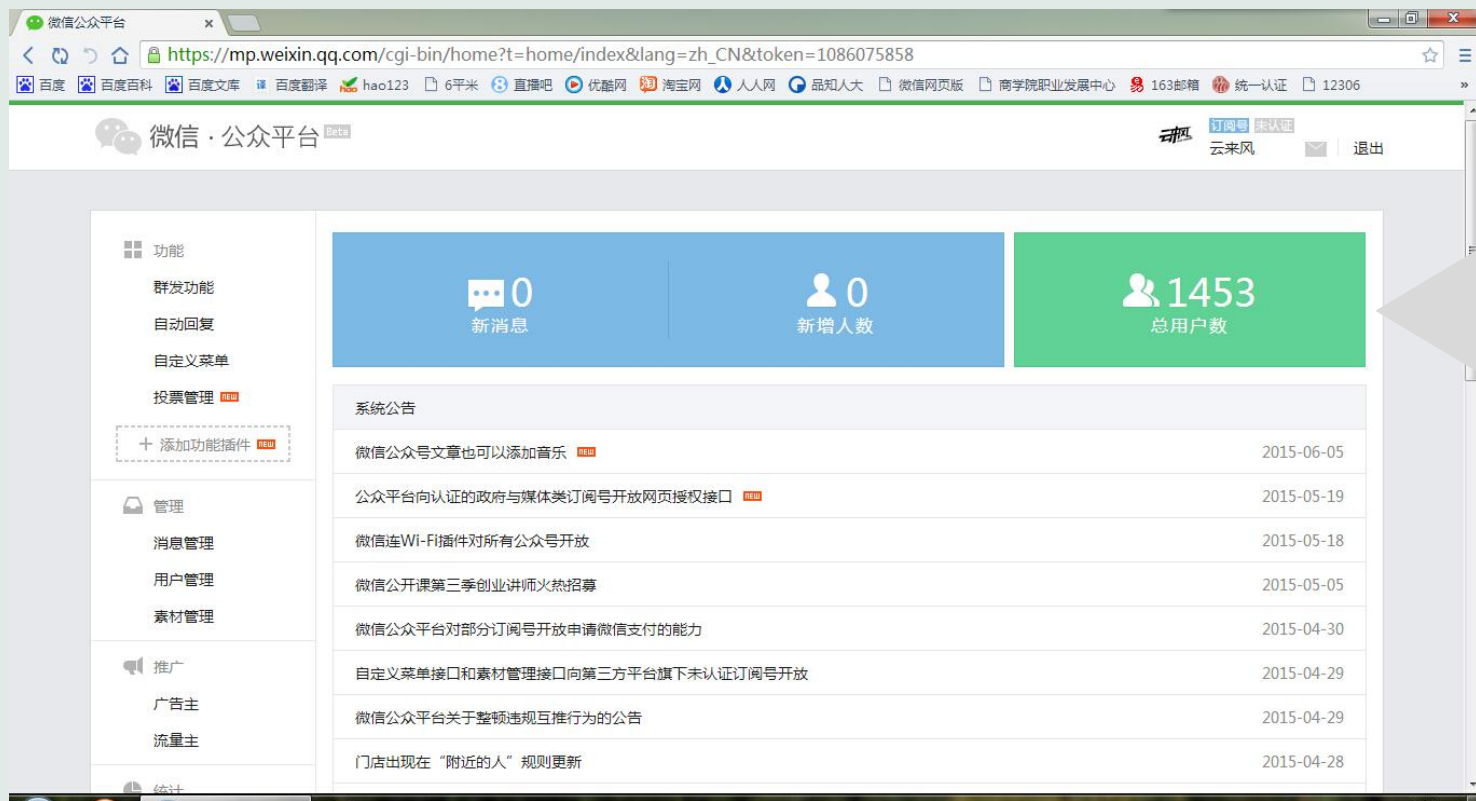 微信公众平台
https://mp.weixin.qq.com/cgi-bin/home?t=home/index&lang=zh_CN&token=1086075858
百度 百度百科 百度文库 译 百度翻译 hao123 6平米 直播吧 优酷网 淘 淘宝网 人人网 品知人大 微信网页版 商学院职业发展中心 易 163邮箱 统一认证 12306 »
微信·公众平台 Beta
订阅号 未认证
云来风 退出
功能
群发功能
自动回复
自定义菜单
投票管理 NEW
+ 添加功能插件 NEW
管理
消息管理
用户管理
素材管理
推广
广告主
流量主
统计
0
新消息
0
新增人数
1453
总用户数
系统公告
微信公众号文章也可以添加音乐 NEW 2015-06-05
公众平台向认证的政府与媒体类订阅号开放网页授权接口 NEW 2015-05-19
微信连Wi-Fi插件对所有公众号开放 2015-05-18
微信公开课第三季创业讲师火热招募 2015-05-05
微信公众平台对部分订阅号开放申请微信支付的能力 2015-04-30
自定义菜单接口和素材管理接口向第三方平台旗下未认证订阅号开放 2015-04-29
微信公众平台关于整顿违规互推行为的公告 2015-04-29
门店出现在“附近的人”规则更新 2015-04-28